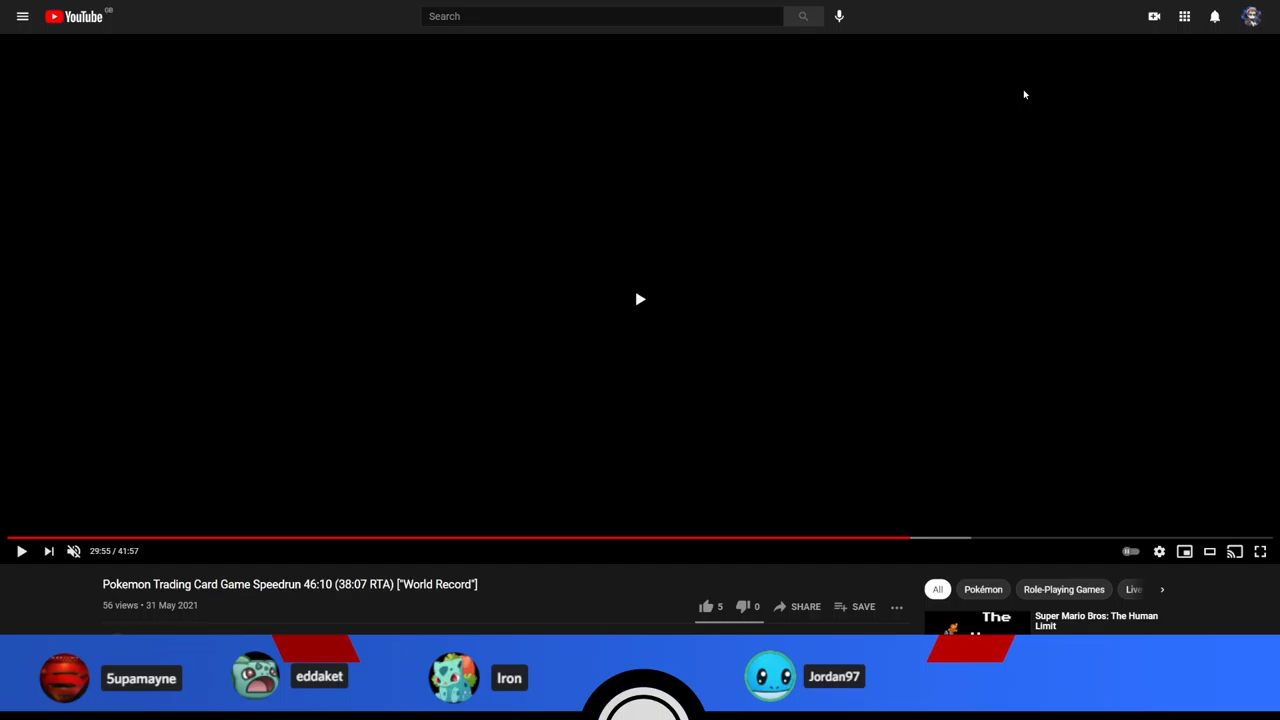 YouTube GB
Search
29:55 / 41:57
Pokemon Trading Card Game Speedrun 46:10 (38:07 RTA) ["World Record"]
56 views • 31 May 2021
5
0
SHARE
SAVE
All
Pokémon
Role-Playing Games
Live
The
Super Mario Bros: The Human
Limit
5upamayne
eddaket
Iron
Jordan97